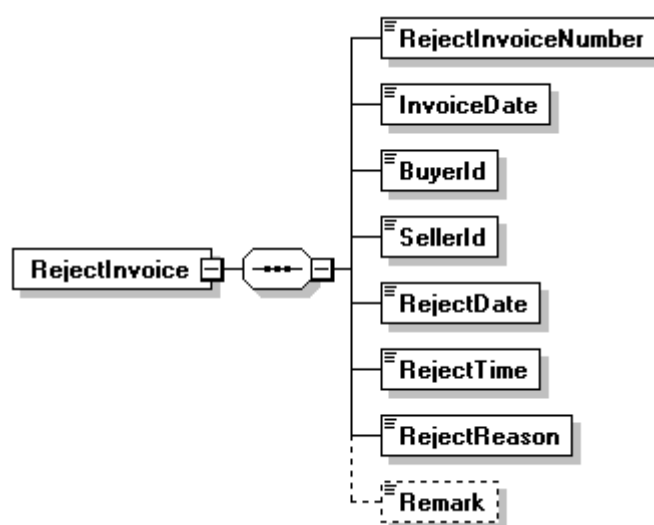 RejectInvoiceNumber
InvoiceDate
BuyerId
SellerId
RejectInvoice
RejectDate
RejectTime
RejectReason
Remark